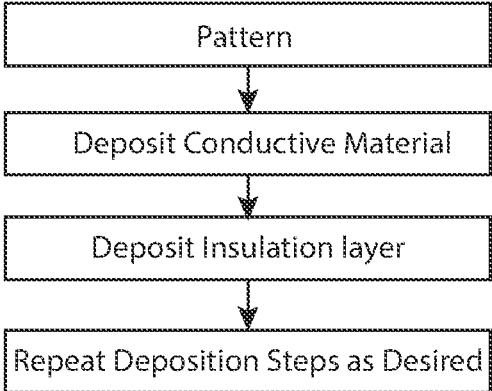 Pattern
Deposit Conductive Material
Deposit Insulation layer
Repeat Deposition Steps as Desired